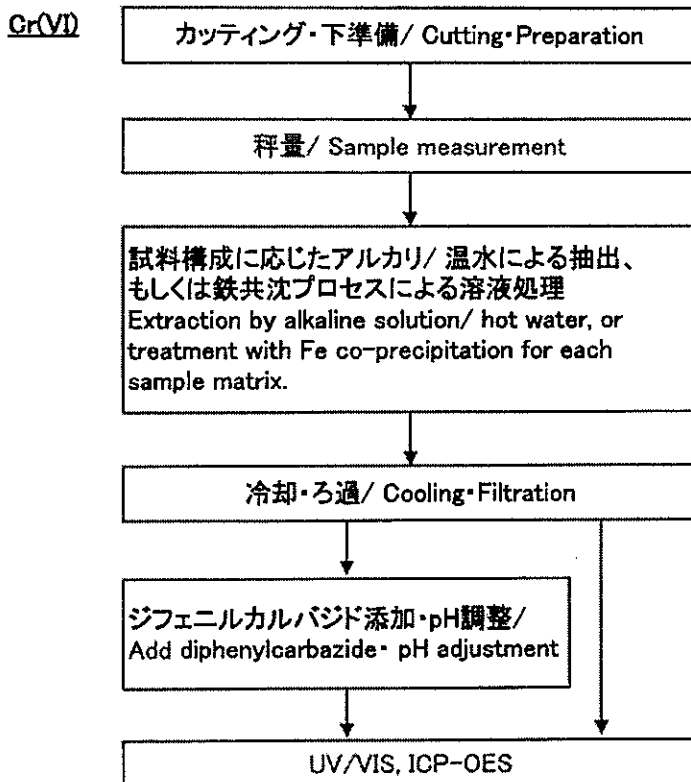 Cr(VI)
カッティング・下準備/ Cutting・Preparation
秤量/ Sample measurement
試料構成に応じたアルカリ/ 温水による抽出、
もしくは鉄共沈プロセスによる溶液処理
Extraction by alkaline solution/ hot water, or
treatment with Fe co-precipitation for each
sample matrix.
冷却・ろ過/ Cooling・Filtration
ジフェニルカルバジド添加・pH調整/
Add diphenylcarbazide・ pH adjustment
UV/VIS, ICP-OES